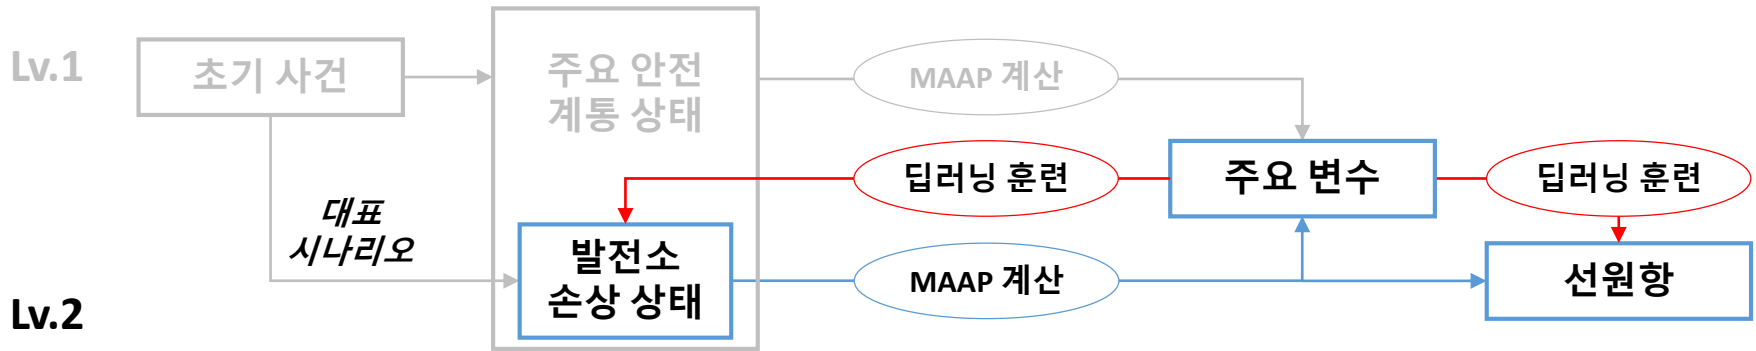 Lv.1
초기 사건
주요 안전
계통 상태
MAAP 계산
딥러닝 훈련
주요 변수
딥러닝 훈련
대표
시나리오
발전소
손상 상태
MAAP 계산
선원항
Lv.2